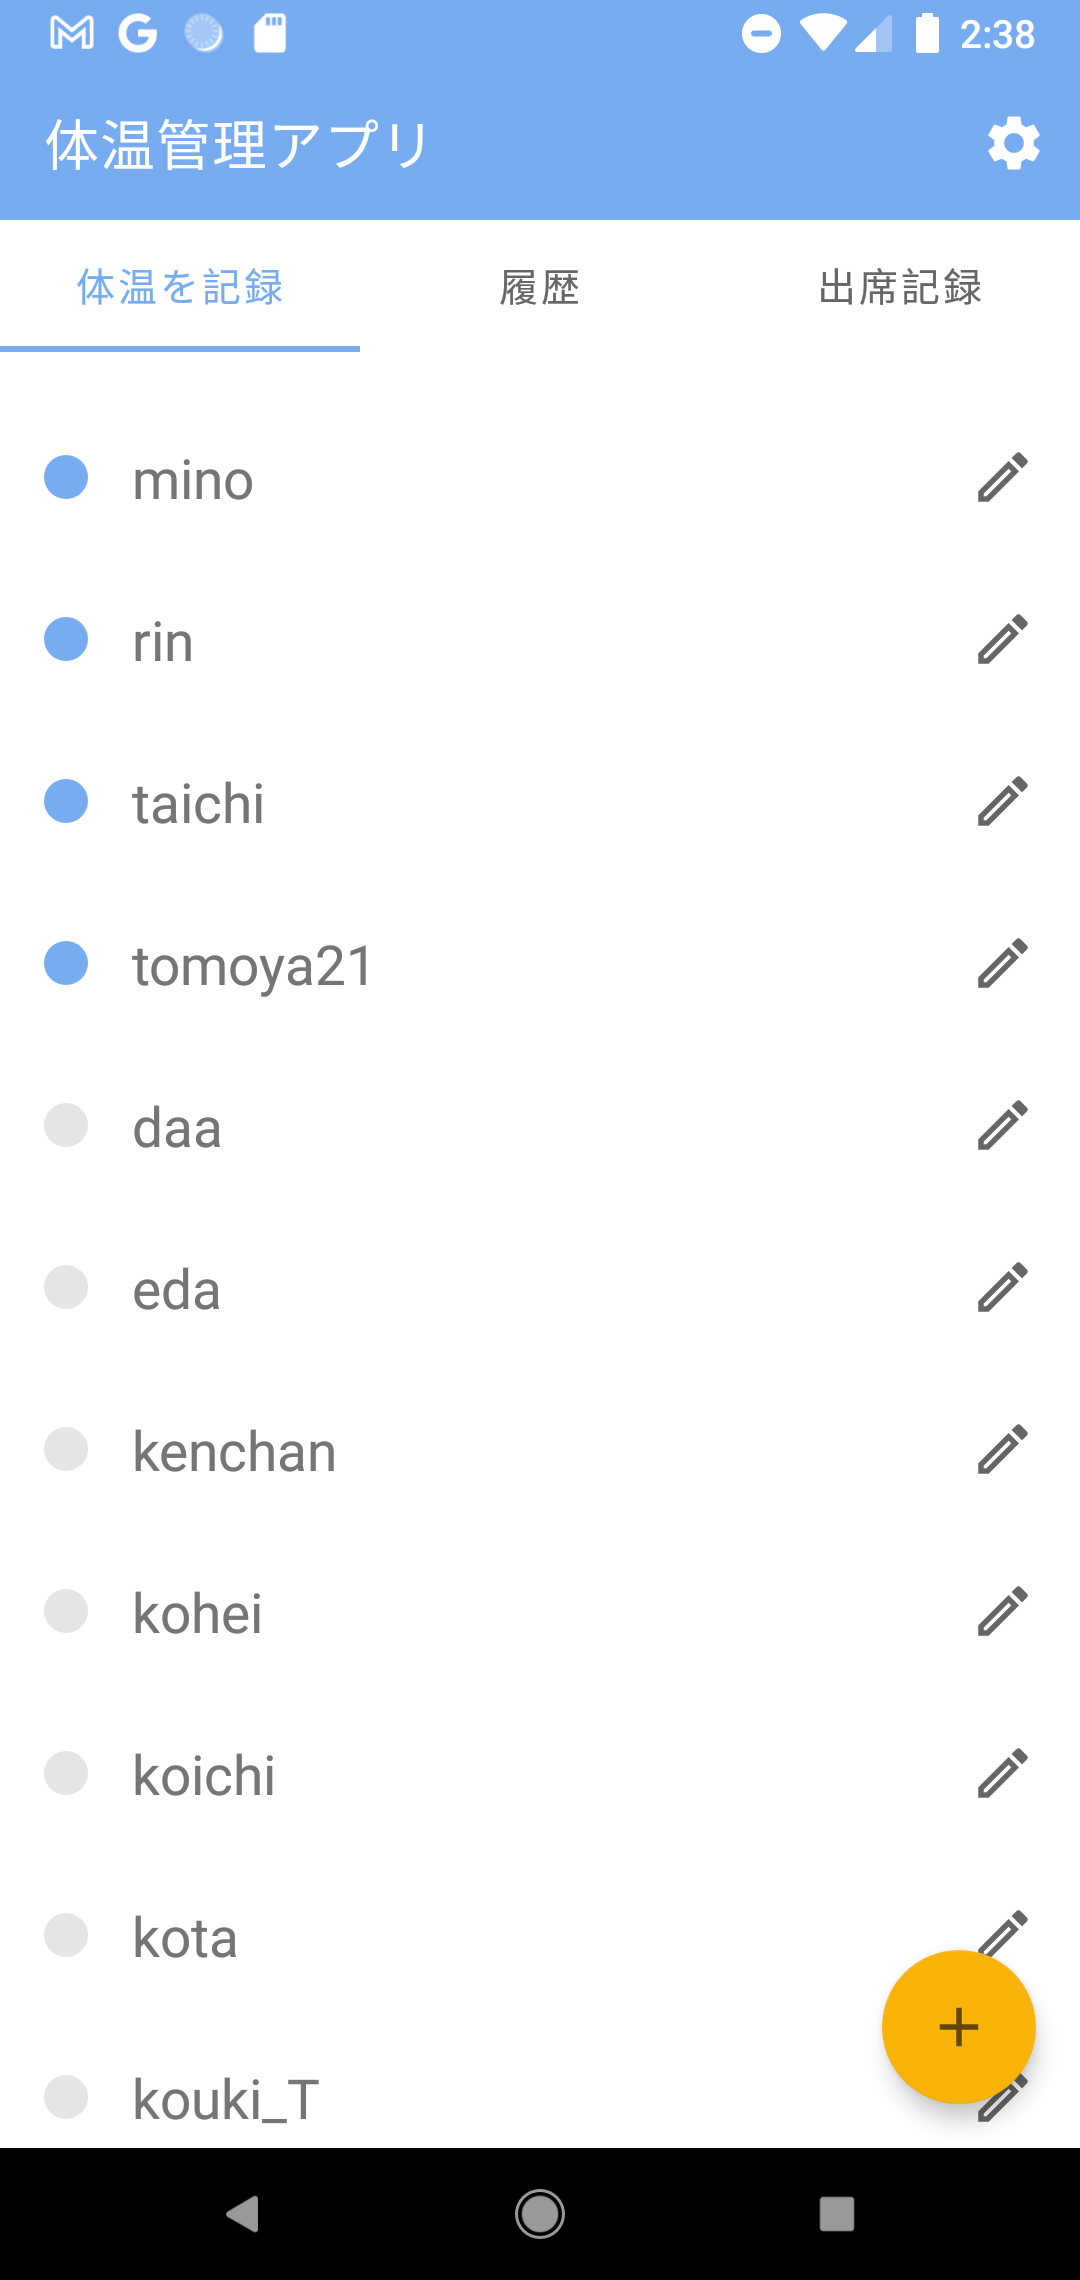 2:38
体温管理アプリ
体温を記録
履歴
出席記録
mino
rin
taichi
tomoya21
daa
eda
kenchan
kohei
koichi
kota
kouki_T